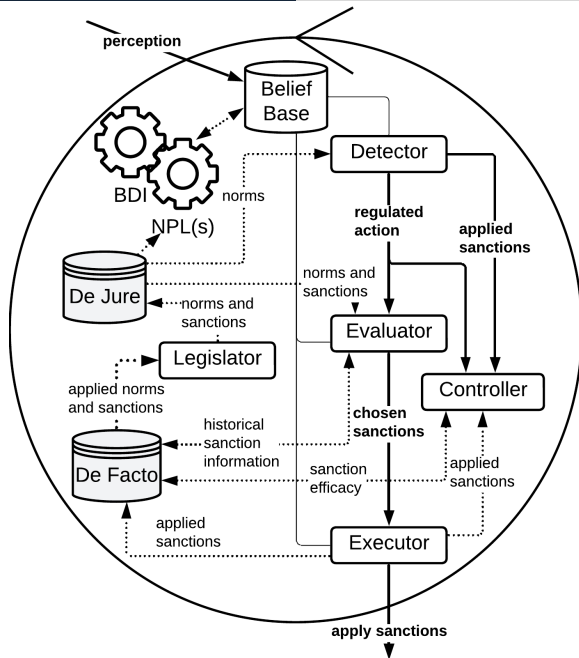 perception
Belief
Base
Detector
BDI
norms
NPL(s)
regulated
action
applied
sanctions
De Jure
norms and
sanctions
norms and
sanctions
Evaluator
Legislator
Controller
applied norms
and sanctions
chosen
sanctions
historical
sanction
information
De Facto
sanction
efficacy
applied
sanctions
applied
sanctions
Executor
apply sanctions